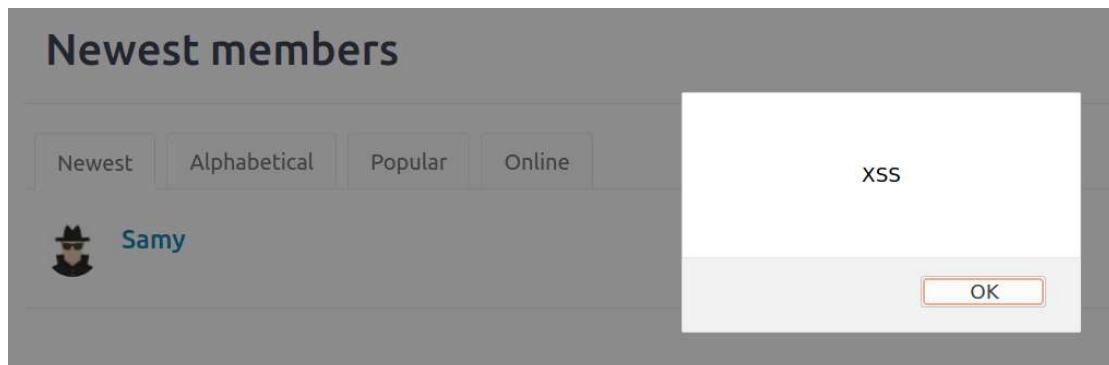 Newest members
Newest Alphabetical Popular Online
XSS
Samy
OK